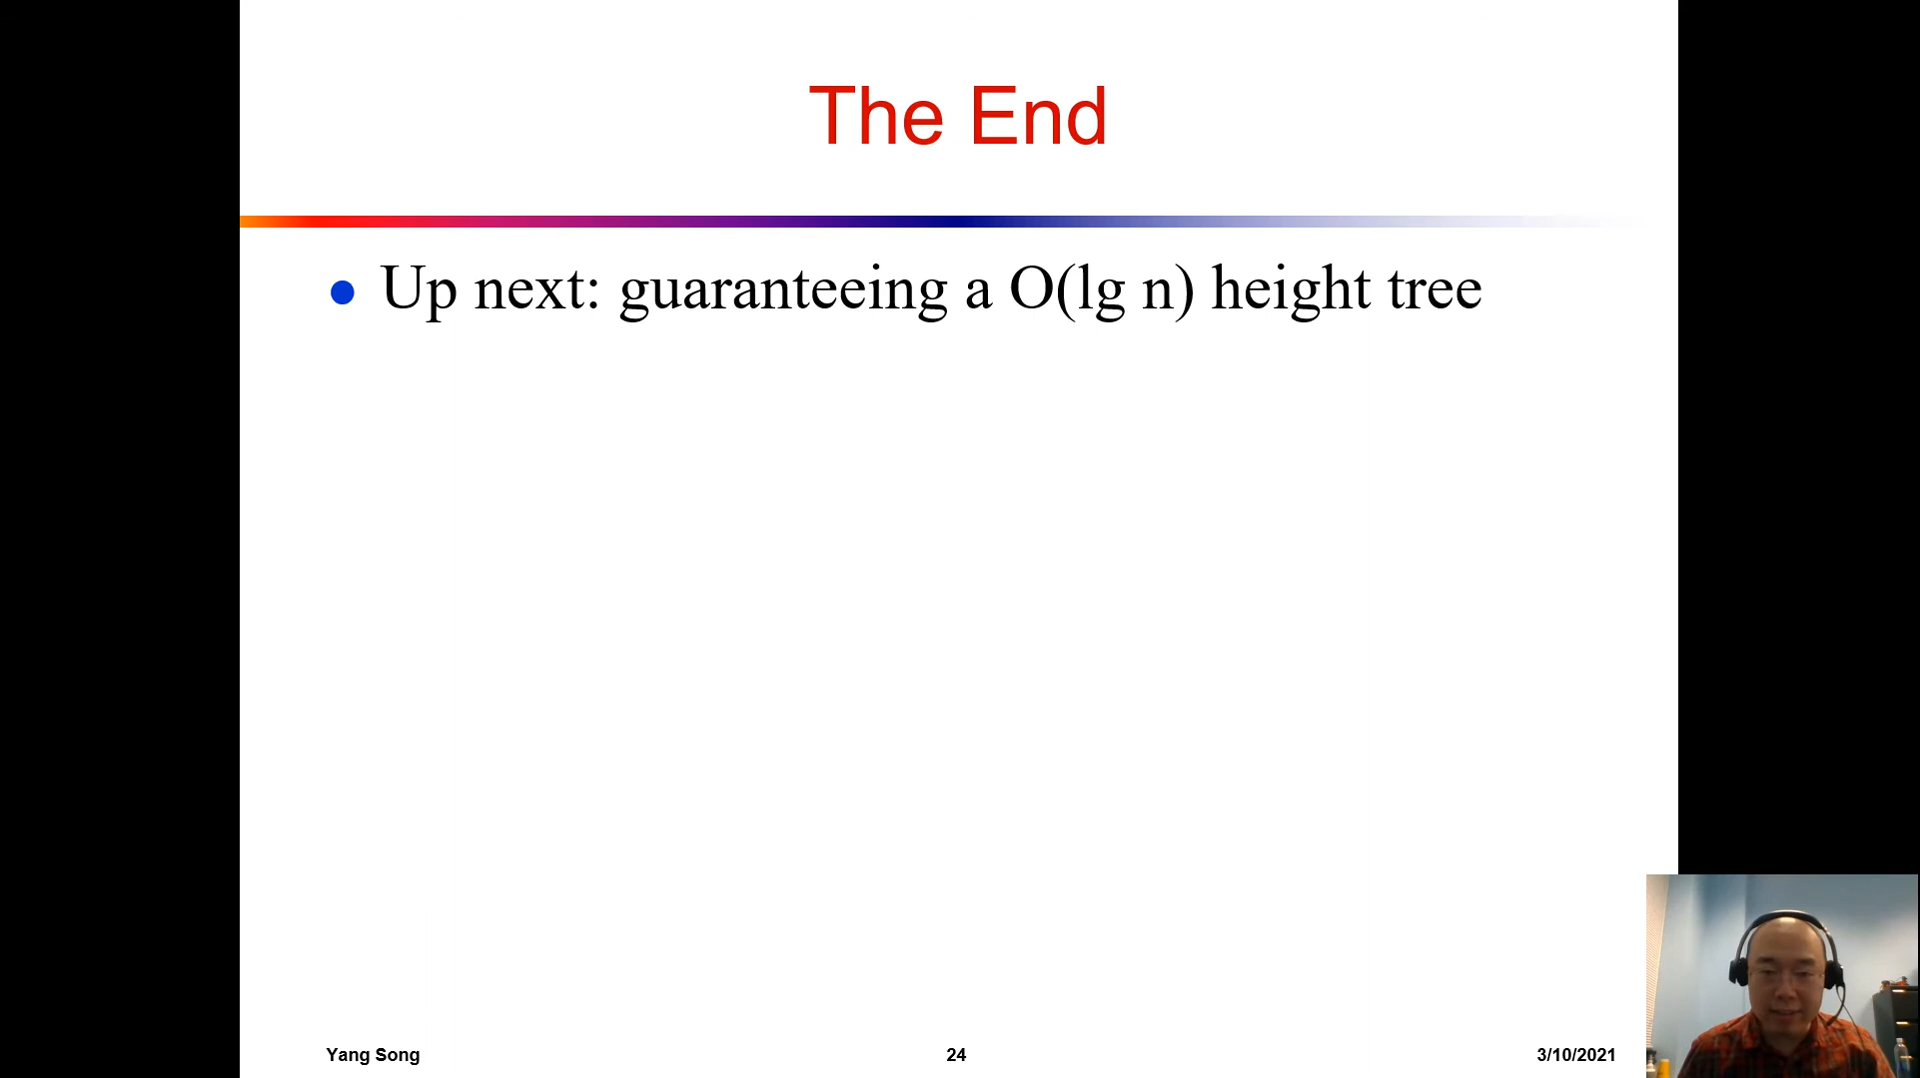 The End
Up next: guaranteeing a O(lg n) height tree
Yang Song
24
3/10/2021